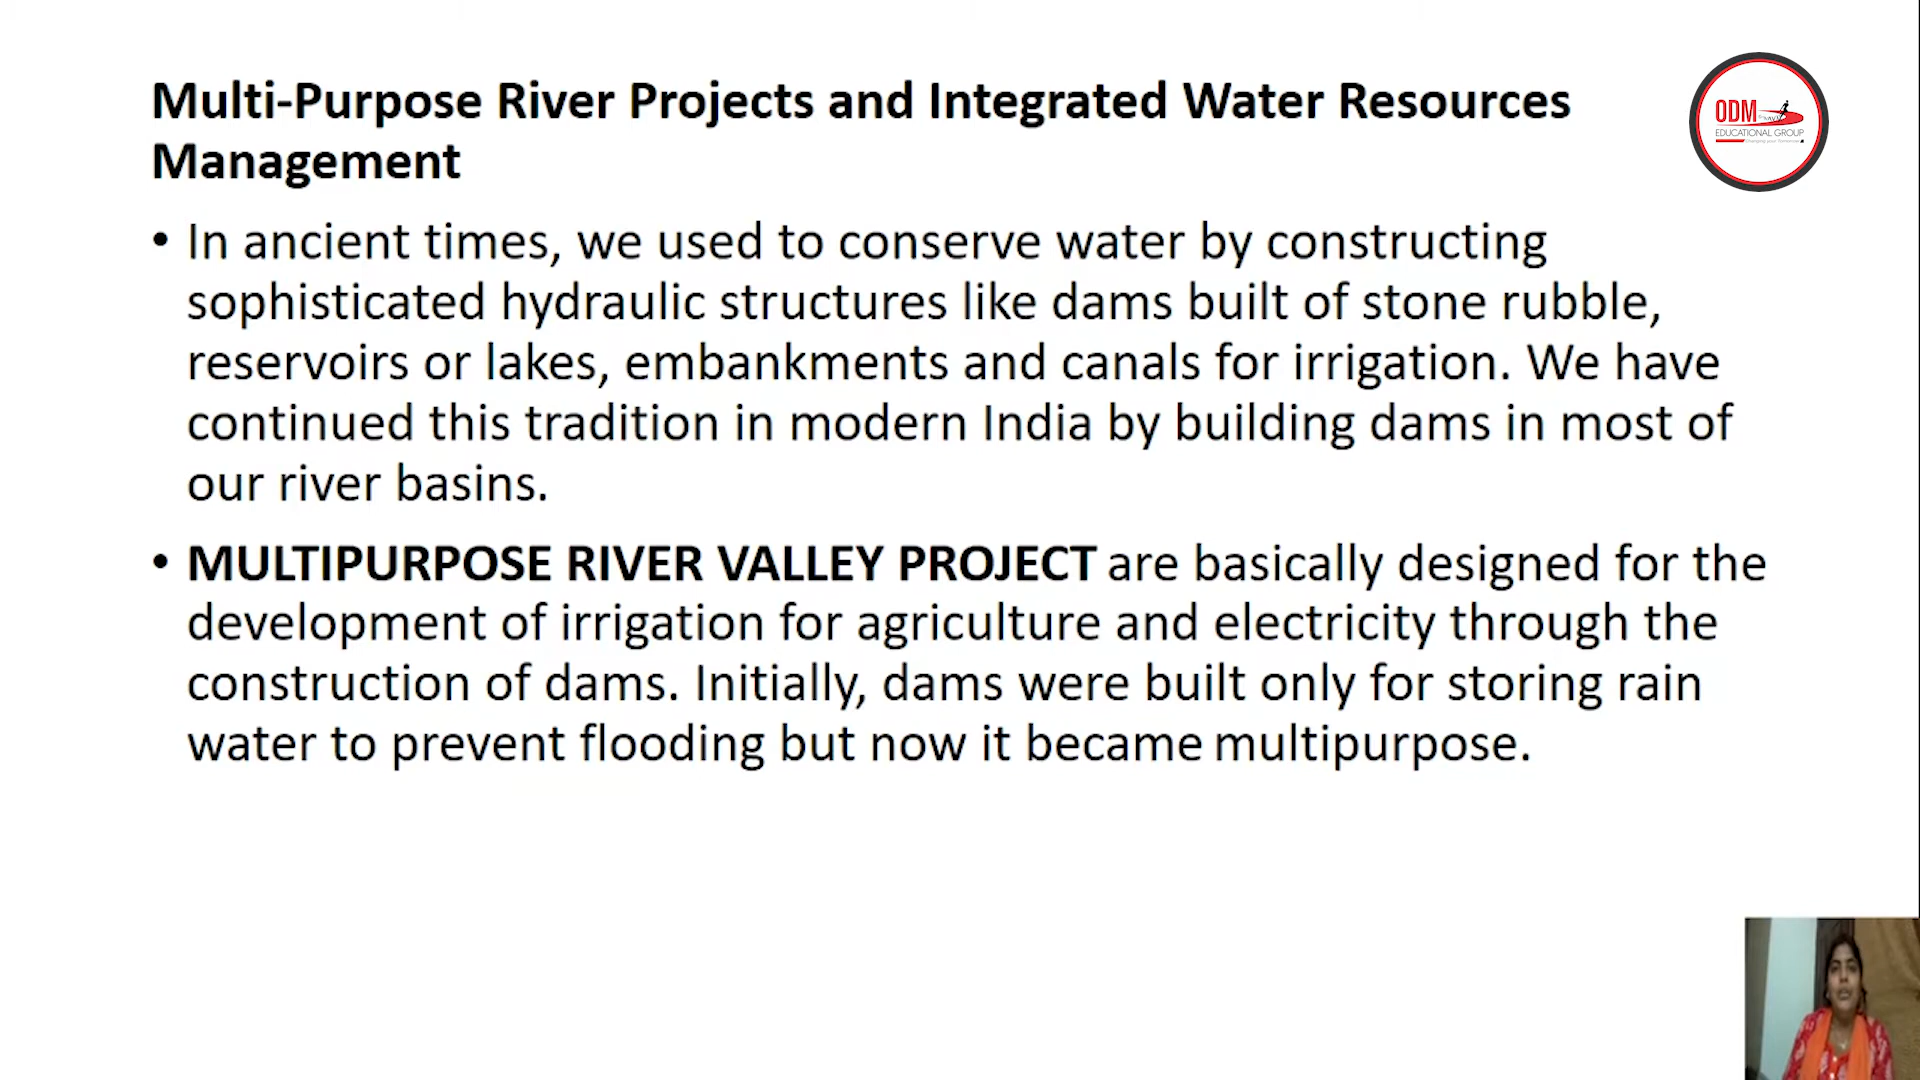 Multi-Purpose River Projects and Integrated Water Resources
Management
• In ancient times, we used to conserve water by constructing
sophisticated hydraulic structures like dams built of stone rubble,
reservoirs or lakes, embankments and canals for irrigation. We have
continued this tradition in modern India by building dams in most of
our river basins.
• MULTIPURPOSE RIVER VALLEY PROJECT are basically designed for the
development of irrigation for agriculture and electricity through the
construction of dams. Initially, dams were built only for storing rain
water to prevent flooding but now it became multipurpose.
ODM
EDUCATIONAL GROUP